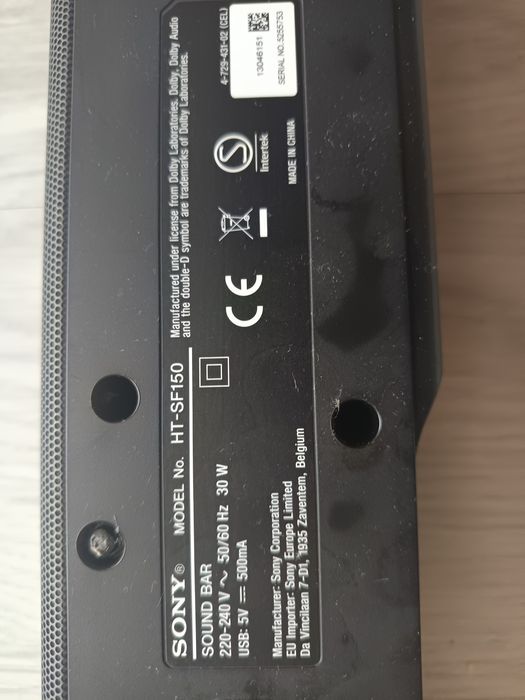 SONY® MODEL No. HT-SF150
SOUND BAR
220-240 V ~ 50/60 Hz 30 W
USB: 5V ⎓ 500mA
Manufacturer: Sony Corporation
EU Importer: Sony Europe Limited
Da Vincilaan 7-D1, 1935 Zaventem, Belgium
Manufactured under license from Dolby Laboratories. Dolby, Dolby Audio
and the double-D symbol are trademarks of Dolby Laboratories.
CE
S
Intertek
4-729-431-02 (CEL)
13046151
SERIAL NO.5255753
MADE IN CHINA